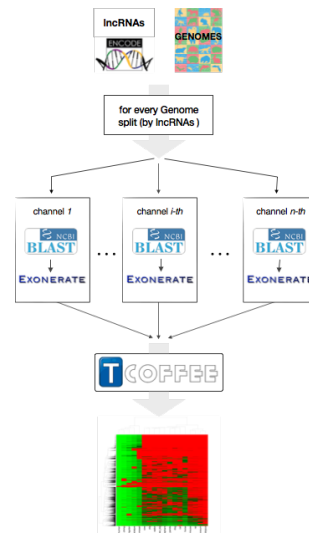 lncRNAs
ENCODE
GENOMES
for every Genome
split (by lncRNAs )
channel 1
channel i-th
channel n-th
NCBI
BLAST
EXONERATE
...
NCBI
BLAST
EXONERATE
...
NCBI
BLAST
EXONERATE
T COFFEE